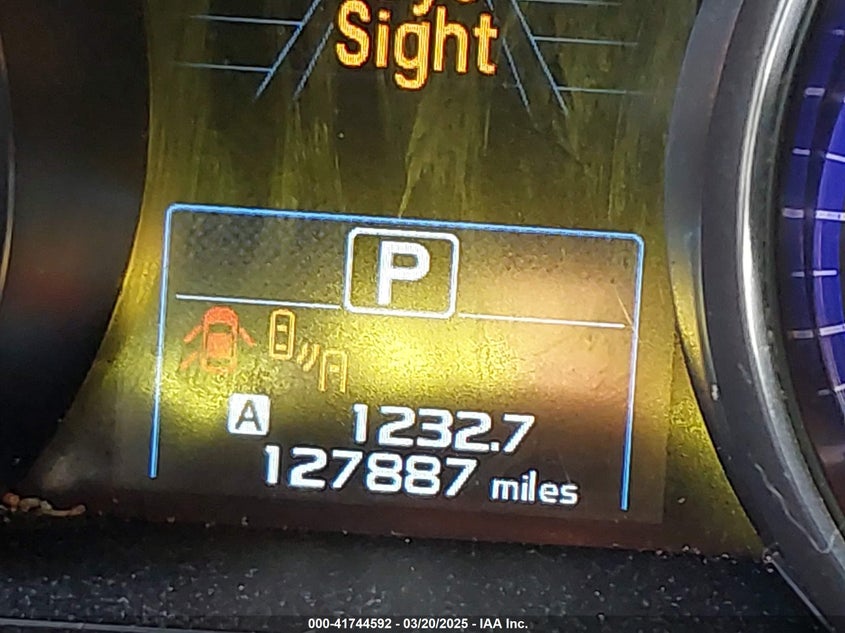 Sight
P
A 1232.7
127887 miles
000-41744592 - 03/20/2025 - IAA Inc.